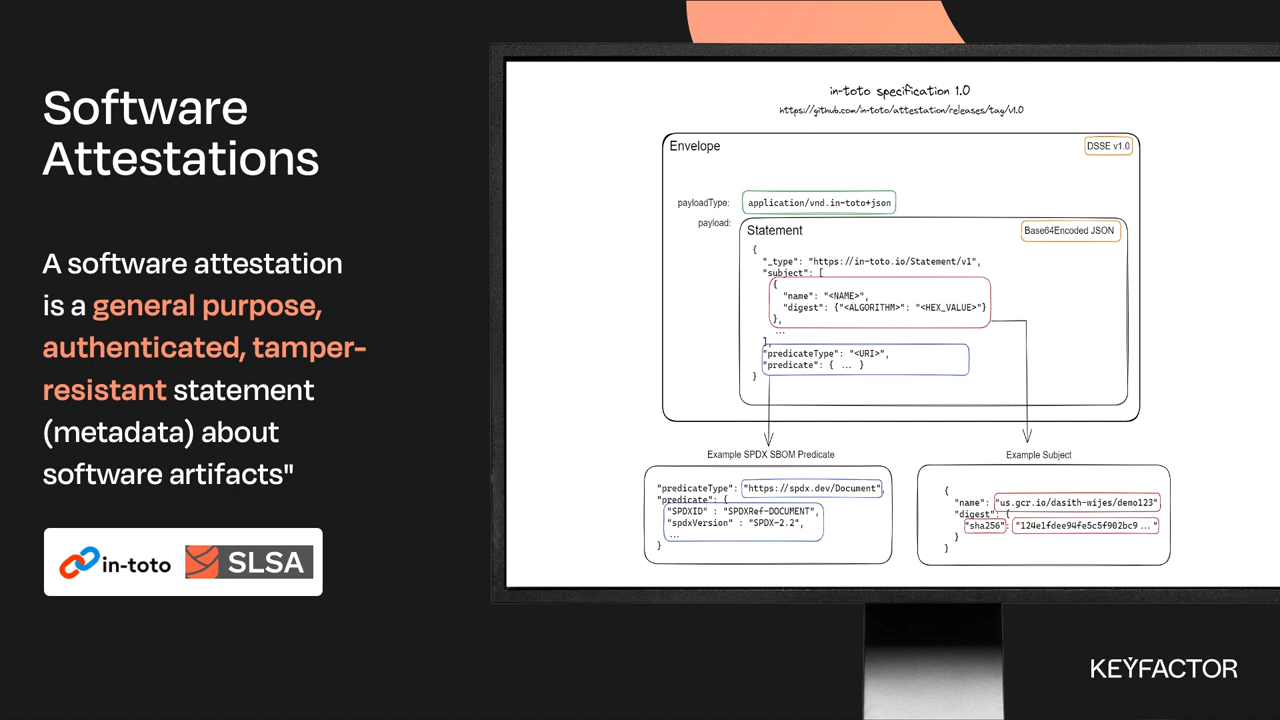 Software
Attestations
A software attestation
is a general purpose,
authenticated, tamper-
resistant statement
(metadata) about
software artifacts"
in-toto
SLSA
in-toto specification 1.0
https://github.com/in-toto/attestation/releases/tag/v1.0
Envelope
DSSE v1.0
payloadType:
application/vnd.in-toto+json
payload:
Statement
Base64Encoded JSON
{
"_type": "https://in-toto.io/Statement/v1",
"subject": [
{
"name": "<NAME>",
"digest": {"<ALGORITHM>": "<HEX_VALUE>"}
},
...
],
"predicateType": "<URI>",
"predicate": { ... }
}
Example SPDX SBOM Predicate
"predicateType": "https://spdx.dev/Document",
"predicate": {
"SPDXID" : "SPDXRef-DOCUMENT",
"spdxVersion" : "SPDX-2.2",
...
}
Example Subject
{
"name": "us.gcr.io/dasith-wijes/demo123"
"digest": {
"sha256": "124e1fdee94fe5c5f902bc9..."
}
}
KEYFACTOR